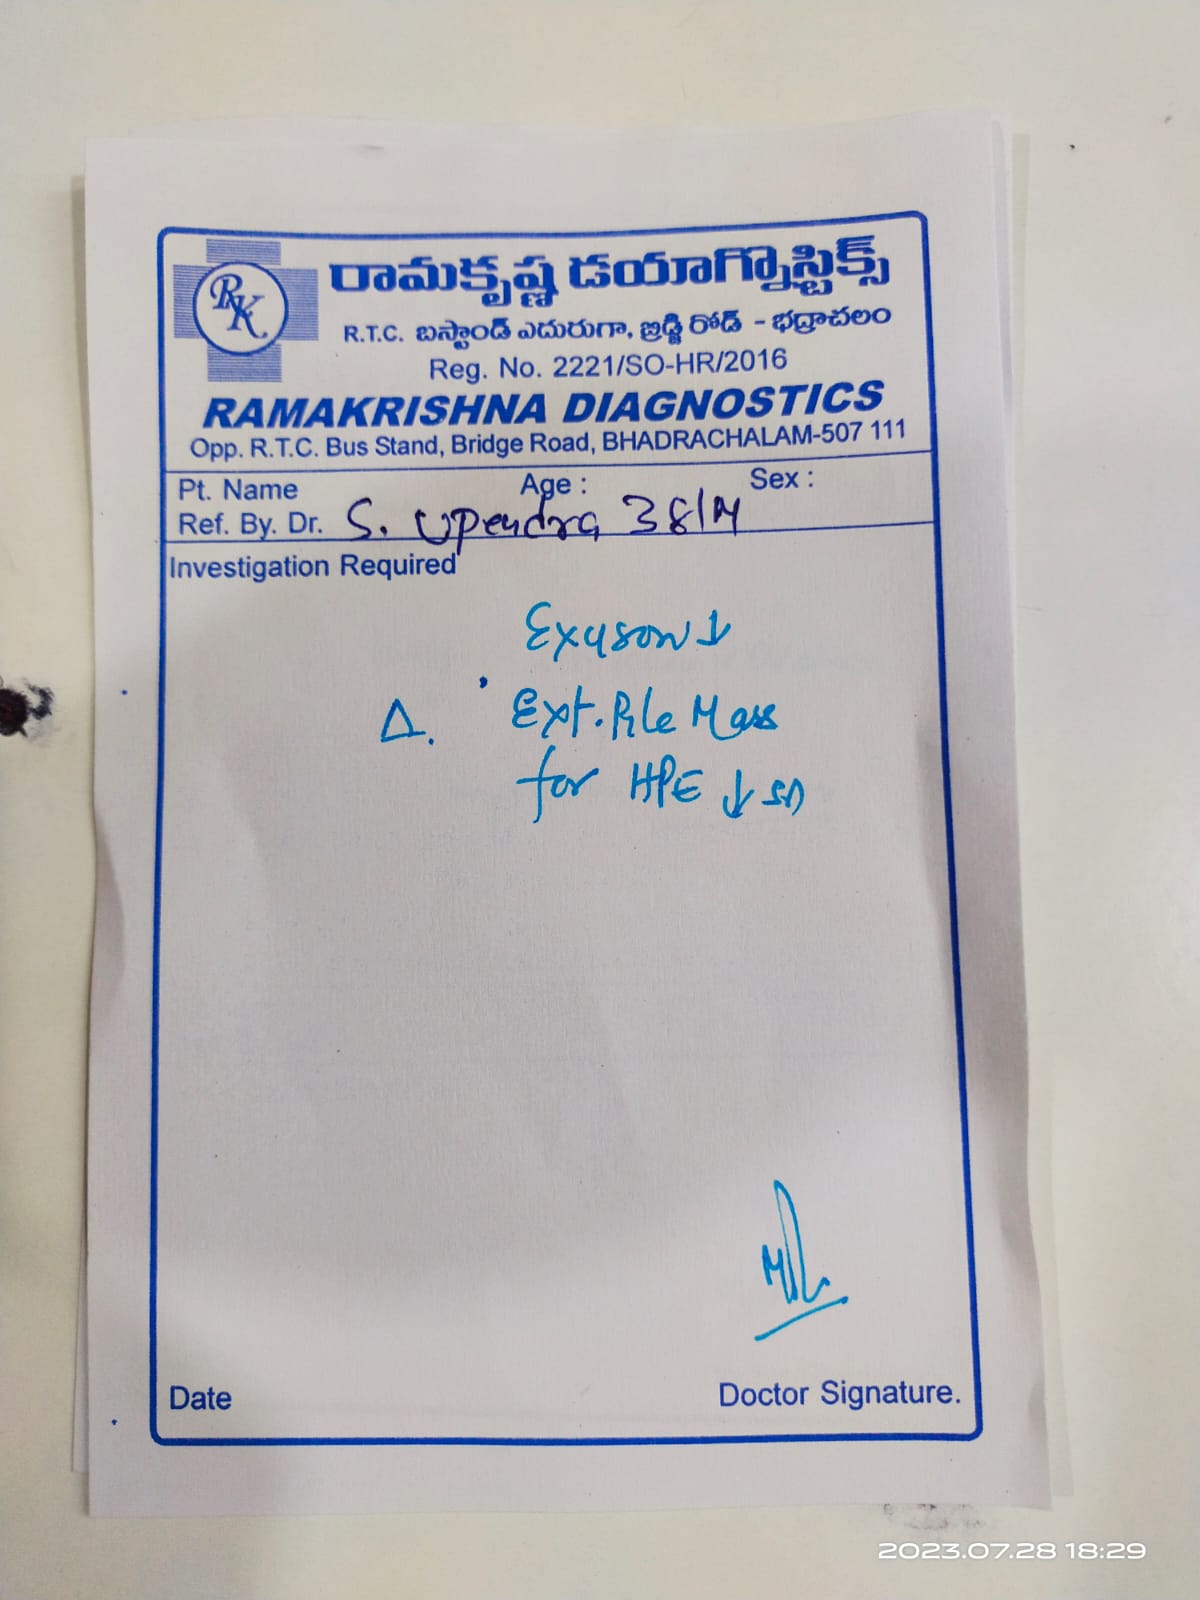 RK
రామకృష్ణ డయాగ్నొస్టిక్స్
R.T.C. బస్టాండ్ ఎదురుగా, బ్రిడ్జి రోడ్ - భద్రాచలం
Reg. No. 2221/SO-HR/2016
RAMAKRISHNA DIAGNOSTICS
Opp. R.T.C. Bus Stand, Bridge Road, BHADRACHALAM-507 111
Pt. Name Age : Sex :
Ref. By. Dr. S. Upendra 38/M
Investigation Required
Δ. Ext. Pile Mass
for HPE ↓
Date Doctor Signature.
2023.07.28 18:29